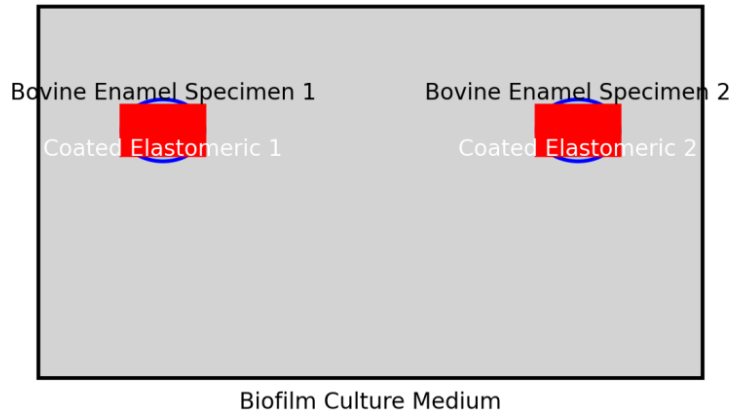 Bovine Enamel Specimen 1
Bovine Enamel Specimen 2
Coated Elastomeric 1
Coated Elastomeric 2
Biofilm Culture Medium